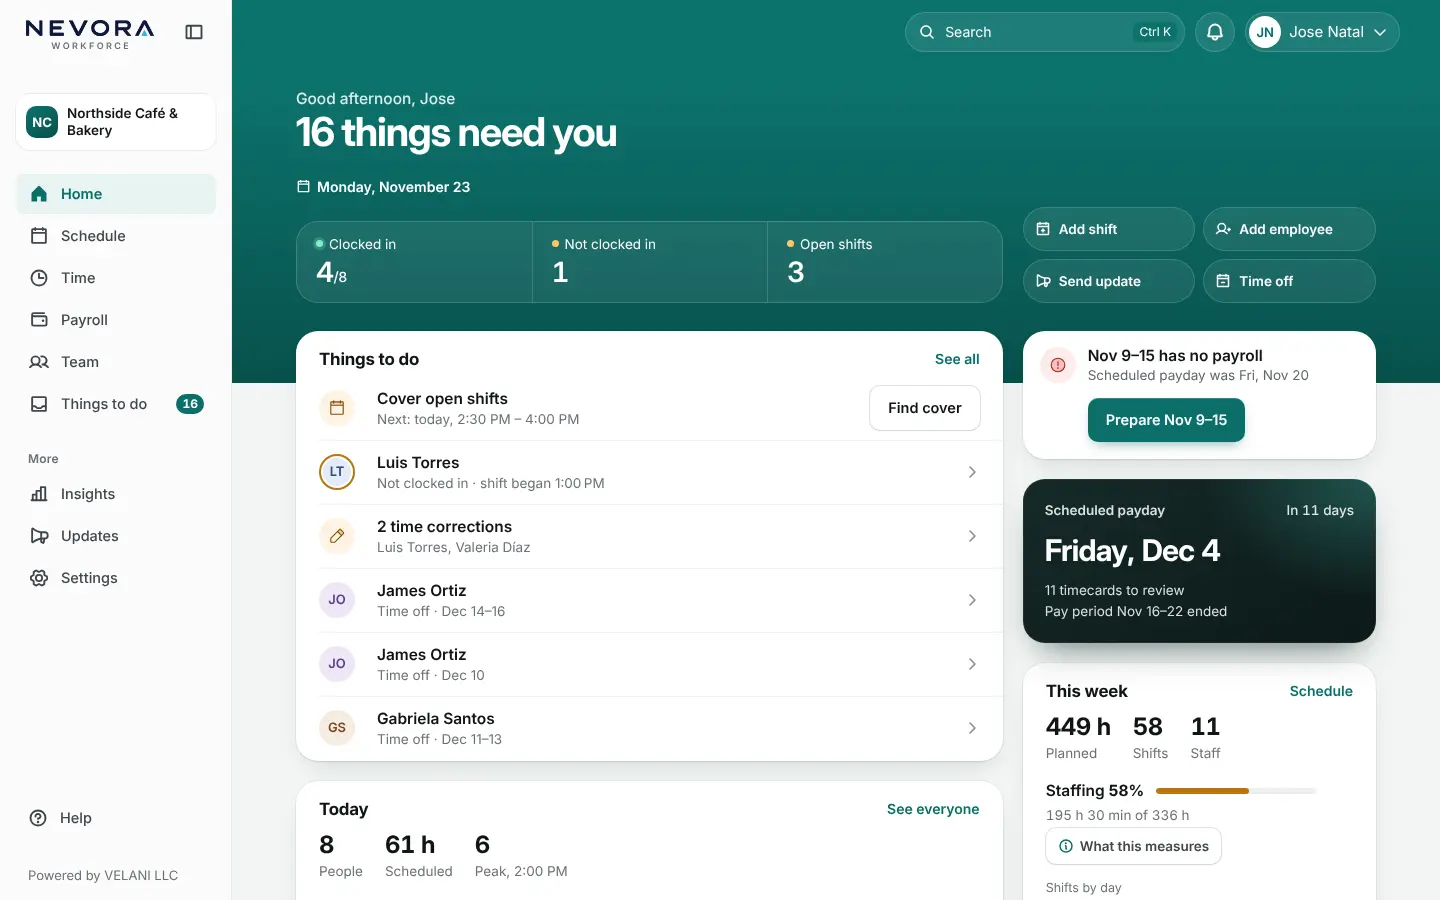 NEVORA
WORKFORCE
Search
Ctrl K
JN
Jose Natal
NC
Northside Café &
Bakery
Home
Schedule
Time
Payroll
Team
Things to do
16
More
Insights
Updates
Settings
Help
Powered by VELANI LLC
Good afternoon, Jose
16 things need you
Monday, November 23
Clocked in
4/8
Not clocked in
1
Open shifts
3
Add shift
Add employee
Send update
Time off
Things to do
See all
Cover open shifts
Next: today, 2:30 PM – 4:00 PM
Find cover
LT
Luis Torres
Not clocked in · shift began 1:00 PM
2 time corrections
Luis Torres, Valeria Díaz
JO
James Ortiz
Time off · Dec 14–16
JO
James Ortiz
Time off · Dec 10
GS
Gabriela Santos
Time off · Dec 11–13
Today
See everyone
8
People
61 h
Scheduled
6
Peak, 2:00 PM
Nov 9–15 has no payroll
Scheduled payday was Fri, Nov 20
Prepare Nov 9–15
Scheduled payday
In 11 days
Friday, Dec 4
11 timecards to review
Pay period Nov 16–22 ended
This week
Schedule
449 h
Planned
58
Shifts
11
Staff
Staffing 58%
195 h 30 min of 336 h
What this measures
Shifts by day